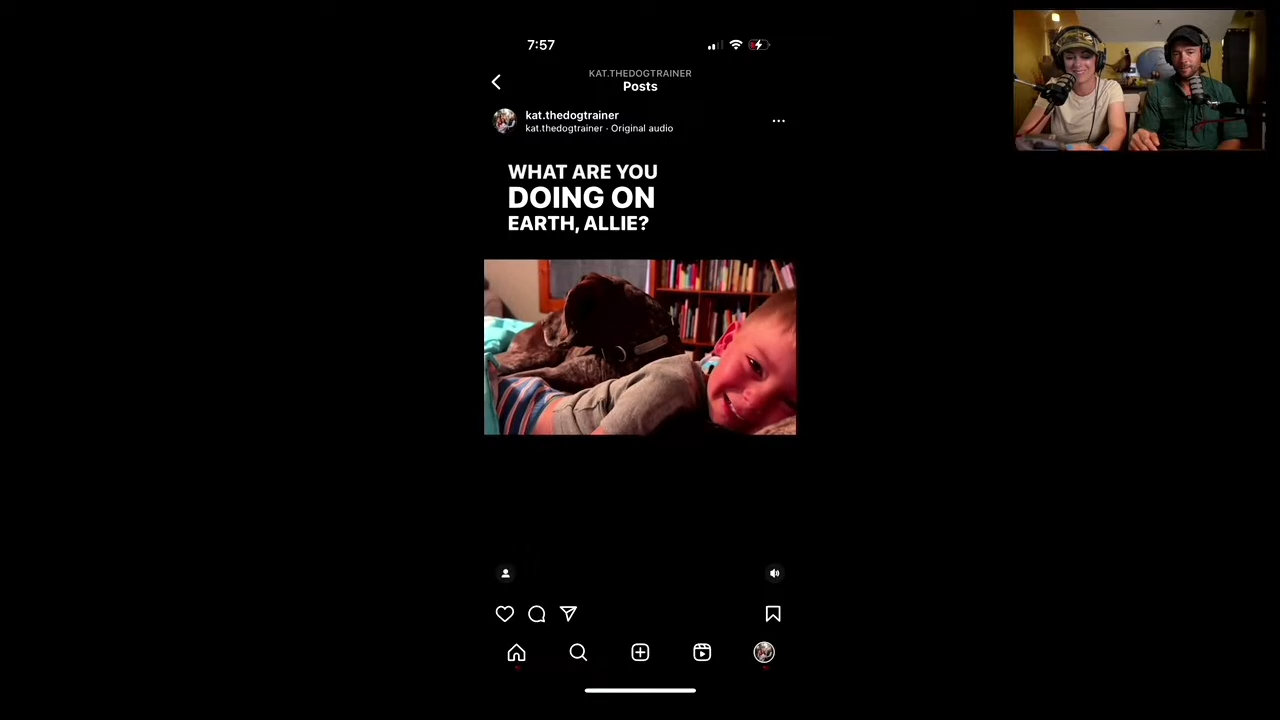 7:57
KAT.THEDOGTRAINER
Posts
kat.thedogtrainer
kat.thedogtrainer · Original audio
WHAT ARE YOU
DOING ON
EARTH, ALLIE?